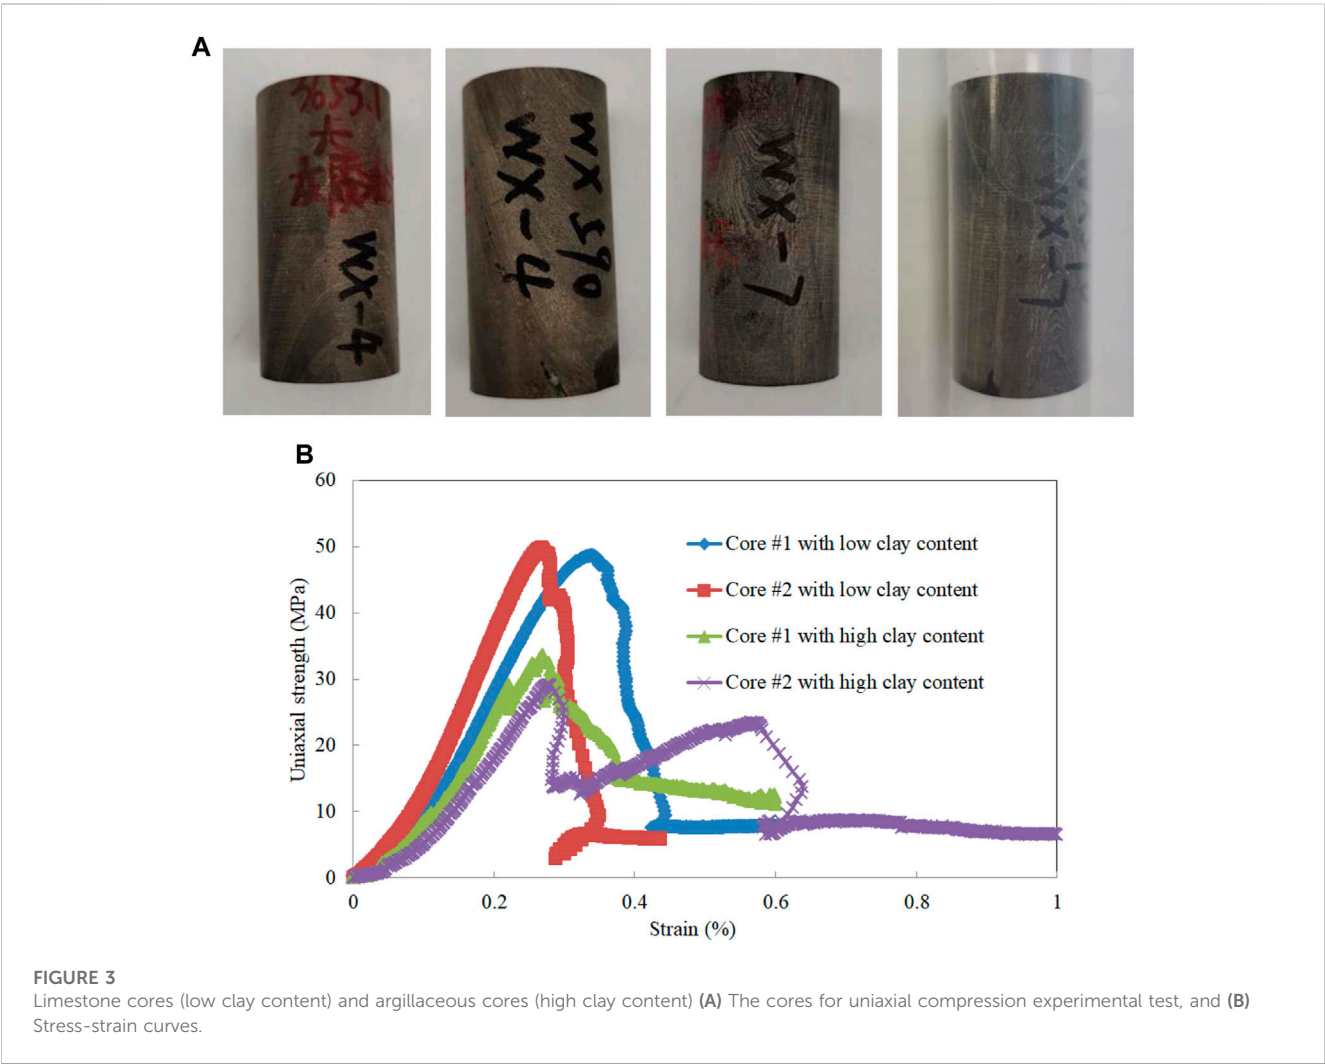 A
3653.1
WX-4
WX 590
WX-4
WX-7
WX-7
B
60
50
40
30
20
10
0
Uniaxial strength (MPa)
Core #1 with low clay content
Core #2 with low clay content
Core #1 with high clay content
Core #2 with high clay content
0 0.2 0.4 0.6 0.8 1
Strain (%)
FIGURE 3
Limestone cores (low clay content) and argillaceous cores (high clay content) (A) The cores for uniaxial compression experimental test, and (B)
Stress-strain curves.